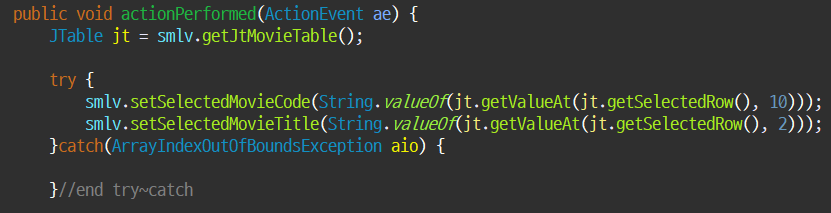 public void actionPerformed(ActionEvent ae) {
    JTable jt = smlv.getJtMovieTable();
    try {
        smlv.setSelectedMovieCode(String.valueOf(jt.getValueAt(jt.getSelectedRow(), 10)));
        smlv.setSelectedMovieTitle(String.valueOf(jt.getValueAt(jt.getSelectedRow(), 2)));
    }catch(ArrayIndexOutOfBoundsException aio) {
    }//end try~catch